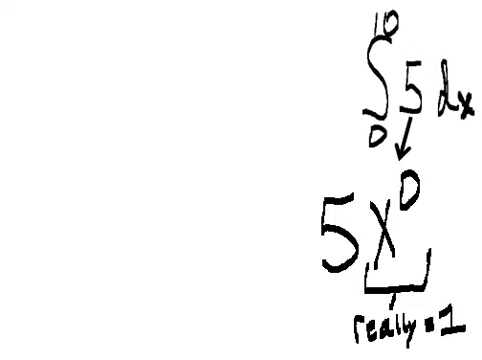 ∫₀¹⁰ 5 dx
5x⁰
really = 1